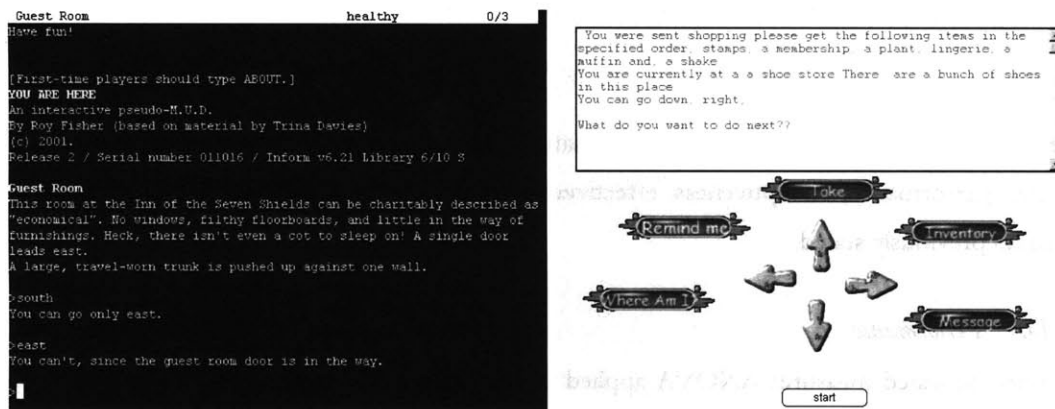 Guest Room healthy 0/3
Have fun!
[First-time players should type ABOUT.]
YOU ARE HERE
An interactive pseudo-M.U.D.
By Roy Fisher (based on material by Trina Davies)
(c) 2001.
Release 2 / Serial number 011016 / Inform v6.21 Library 6/10 S
Guest Room
This room at the Inn of the Seven Shields can be charitably described as
"economical". No windows, filthy floorboards, and little in the way of
furnishings. Heck, there isn't even a cot to sleep on! A single door
leads east.
A large, travel-worn trunk is pushed up against one wall.
>south
You can go only east.
>east
You can't, since the guest room door is in the way.
>
You were sent shopping please get the following items in the
specified order, stamps, a membership, a plant, lingerie, a
muffin and, a shake
You are currently at a a shoe store There are a bunch of shoes
in this place
You can go down, right,
What do you want to do next??
Take
Remind me
Inventory
Where Am I
Message
start